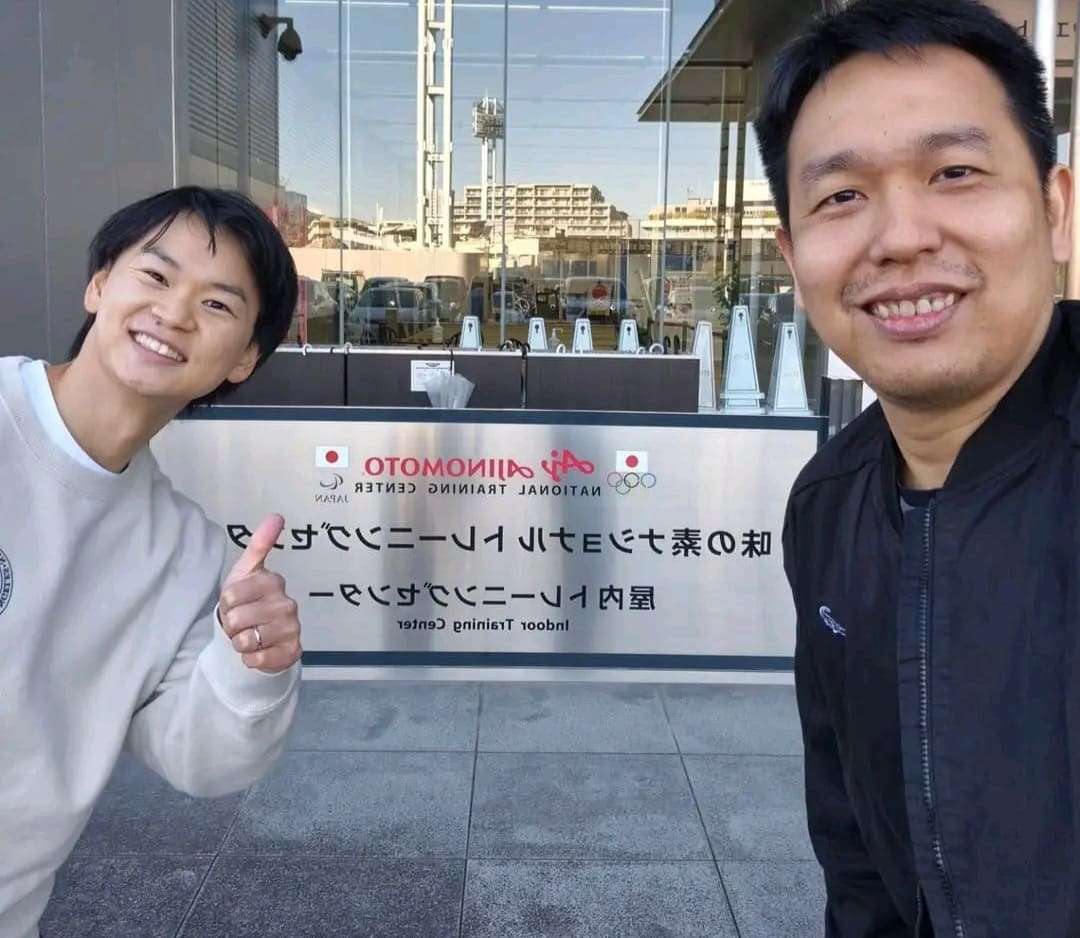 Aj AJINOMOTO
NATIONAL TRAINING CENTER
JAPAN
味の素ナショナルトレーニングセンタ
屋内トレーニングセンター
Indoor Training Center